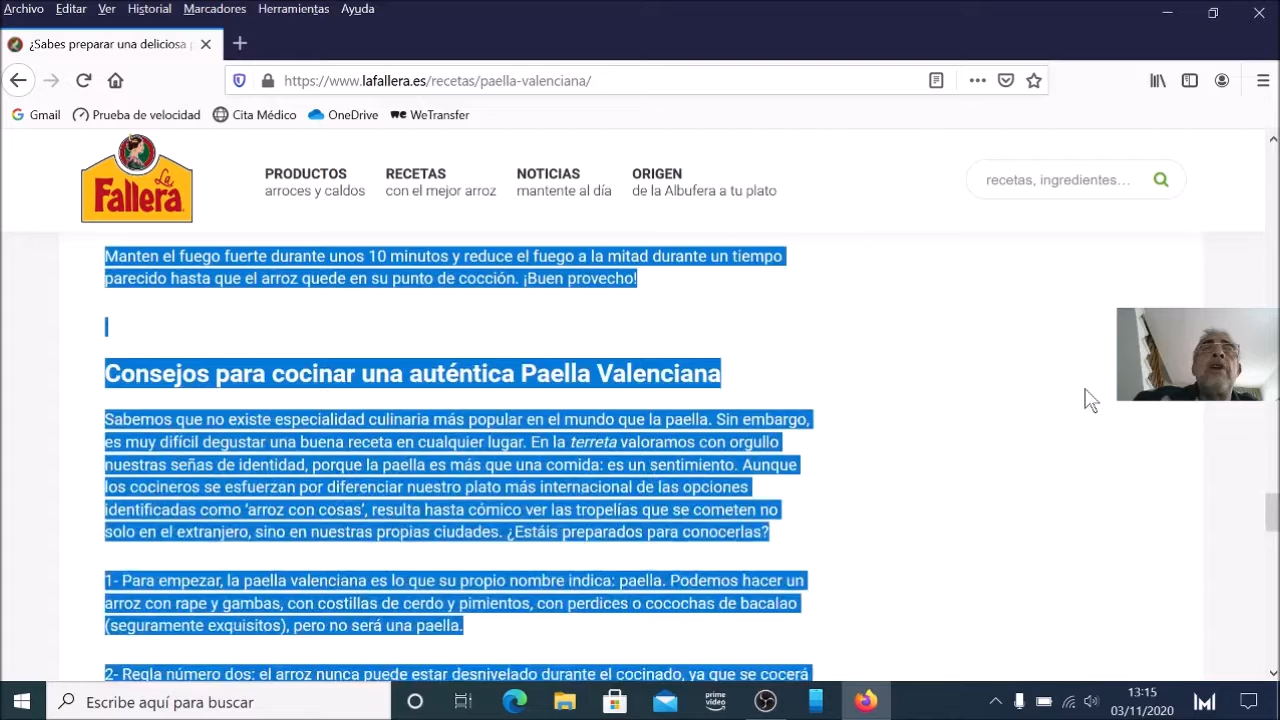 Archivo Editar Ver Historial Marcadores Herramientas Ayuda
¿Sabes preparar una deliciosa
https://www.lafallera.es/recetas/paella-valenciana/
Gmail Prueba de velocidad Cita Médico OneDrive WeTransfer
La Fallera
PRODUCTOS RECETAS NOTICIAS ORIGEN
arroces y caldos con el mejor arroz mantente al día de la Albufera a tu plato
recetas, ingredientes...
Manten el fuego fuerte durante unos 10 minutos y reduce el fuego a la mitad durante un tiempo
parecido hasta que el arroz quede en su punto de cocción. ¡Buen provecho!
Consejos para cocinar una auténtica Paella Valenciana
Sabemos que no existe especialidad culinaria más popular en el mundo que la paella. Sin embargo,
es muy difícil degustar una buena receta en cualquier lugar. En la terreta valoramos con orgullo
nuestras señas de identidad, porque la paella es más que una comida: es un sentimiento. Aunque
los cocineros se esfuerzan por diferenciar nuestro plato más internacional de las opciones
identificadas como ‘arroz con cosas’, resulta hasta cómico ver las tropelías que se cometen no
solo en el extranjero, sino en nuestras propias ciudades. ¿Estáis preparados para conocerlas?
1- Para empezar, la paella valenciana es lo que su propio nombre indica: paella. Podemos hacer un
arroz con rape y gambas, con costillas de cerdo y pimientos, con perdices o cocochas de bacalao
(seguramente exquisitos), pero no será una paella.
2- Regla número dos: el arroz nunca puede estar desnivelado durante el cocinado, ya que se cocerá
Escribe aquí para buscar
prime video
13:15
03/11/2020